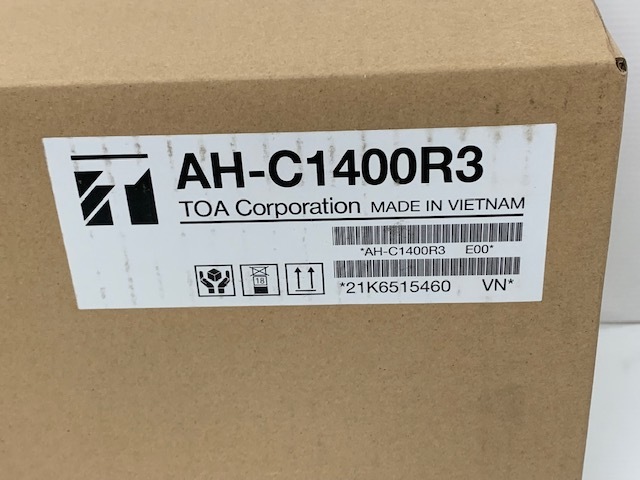 AH-C1400R3
TOA Corporation MADE IN VIETNAM
*AH-C1400R3 E00*
18
*21K6515460 VN*